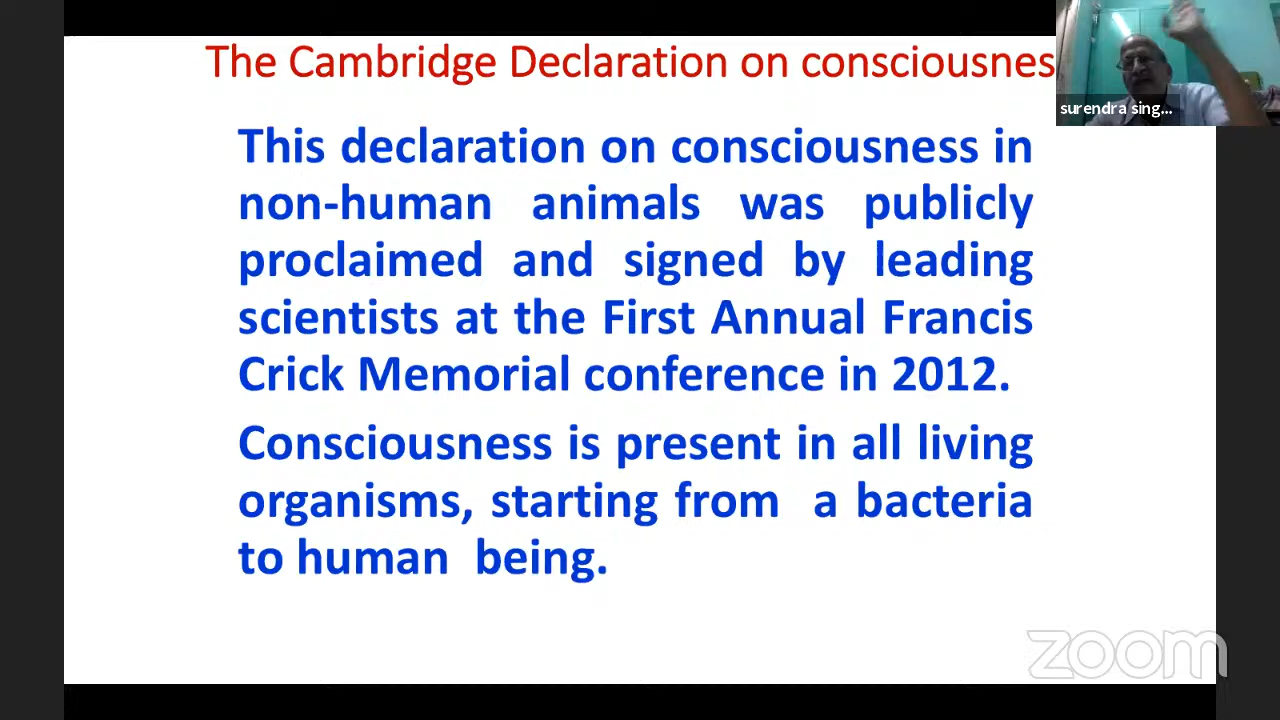 The Cambridge Declaration on consciousnes
surendra sing...
This declaration on consciousness in
non-human animals was publicly
proclaimed and signed by leading
scientists at the First Annual Francis
Crick Memorial conference in 2012.
Consciousness is present in all living
organisms, starting from a bacteria
to human being.
zoom